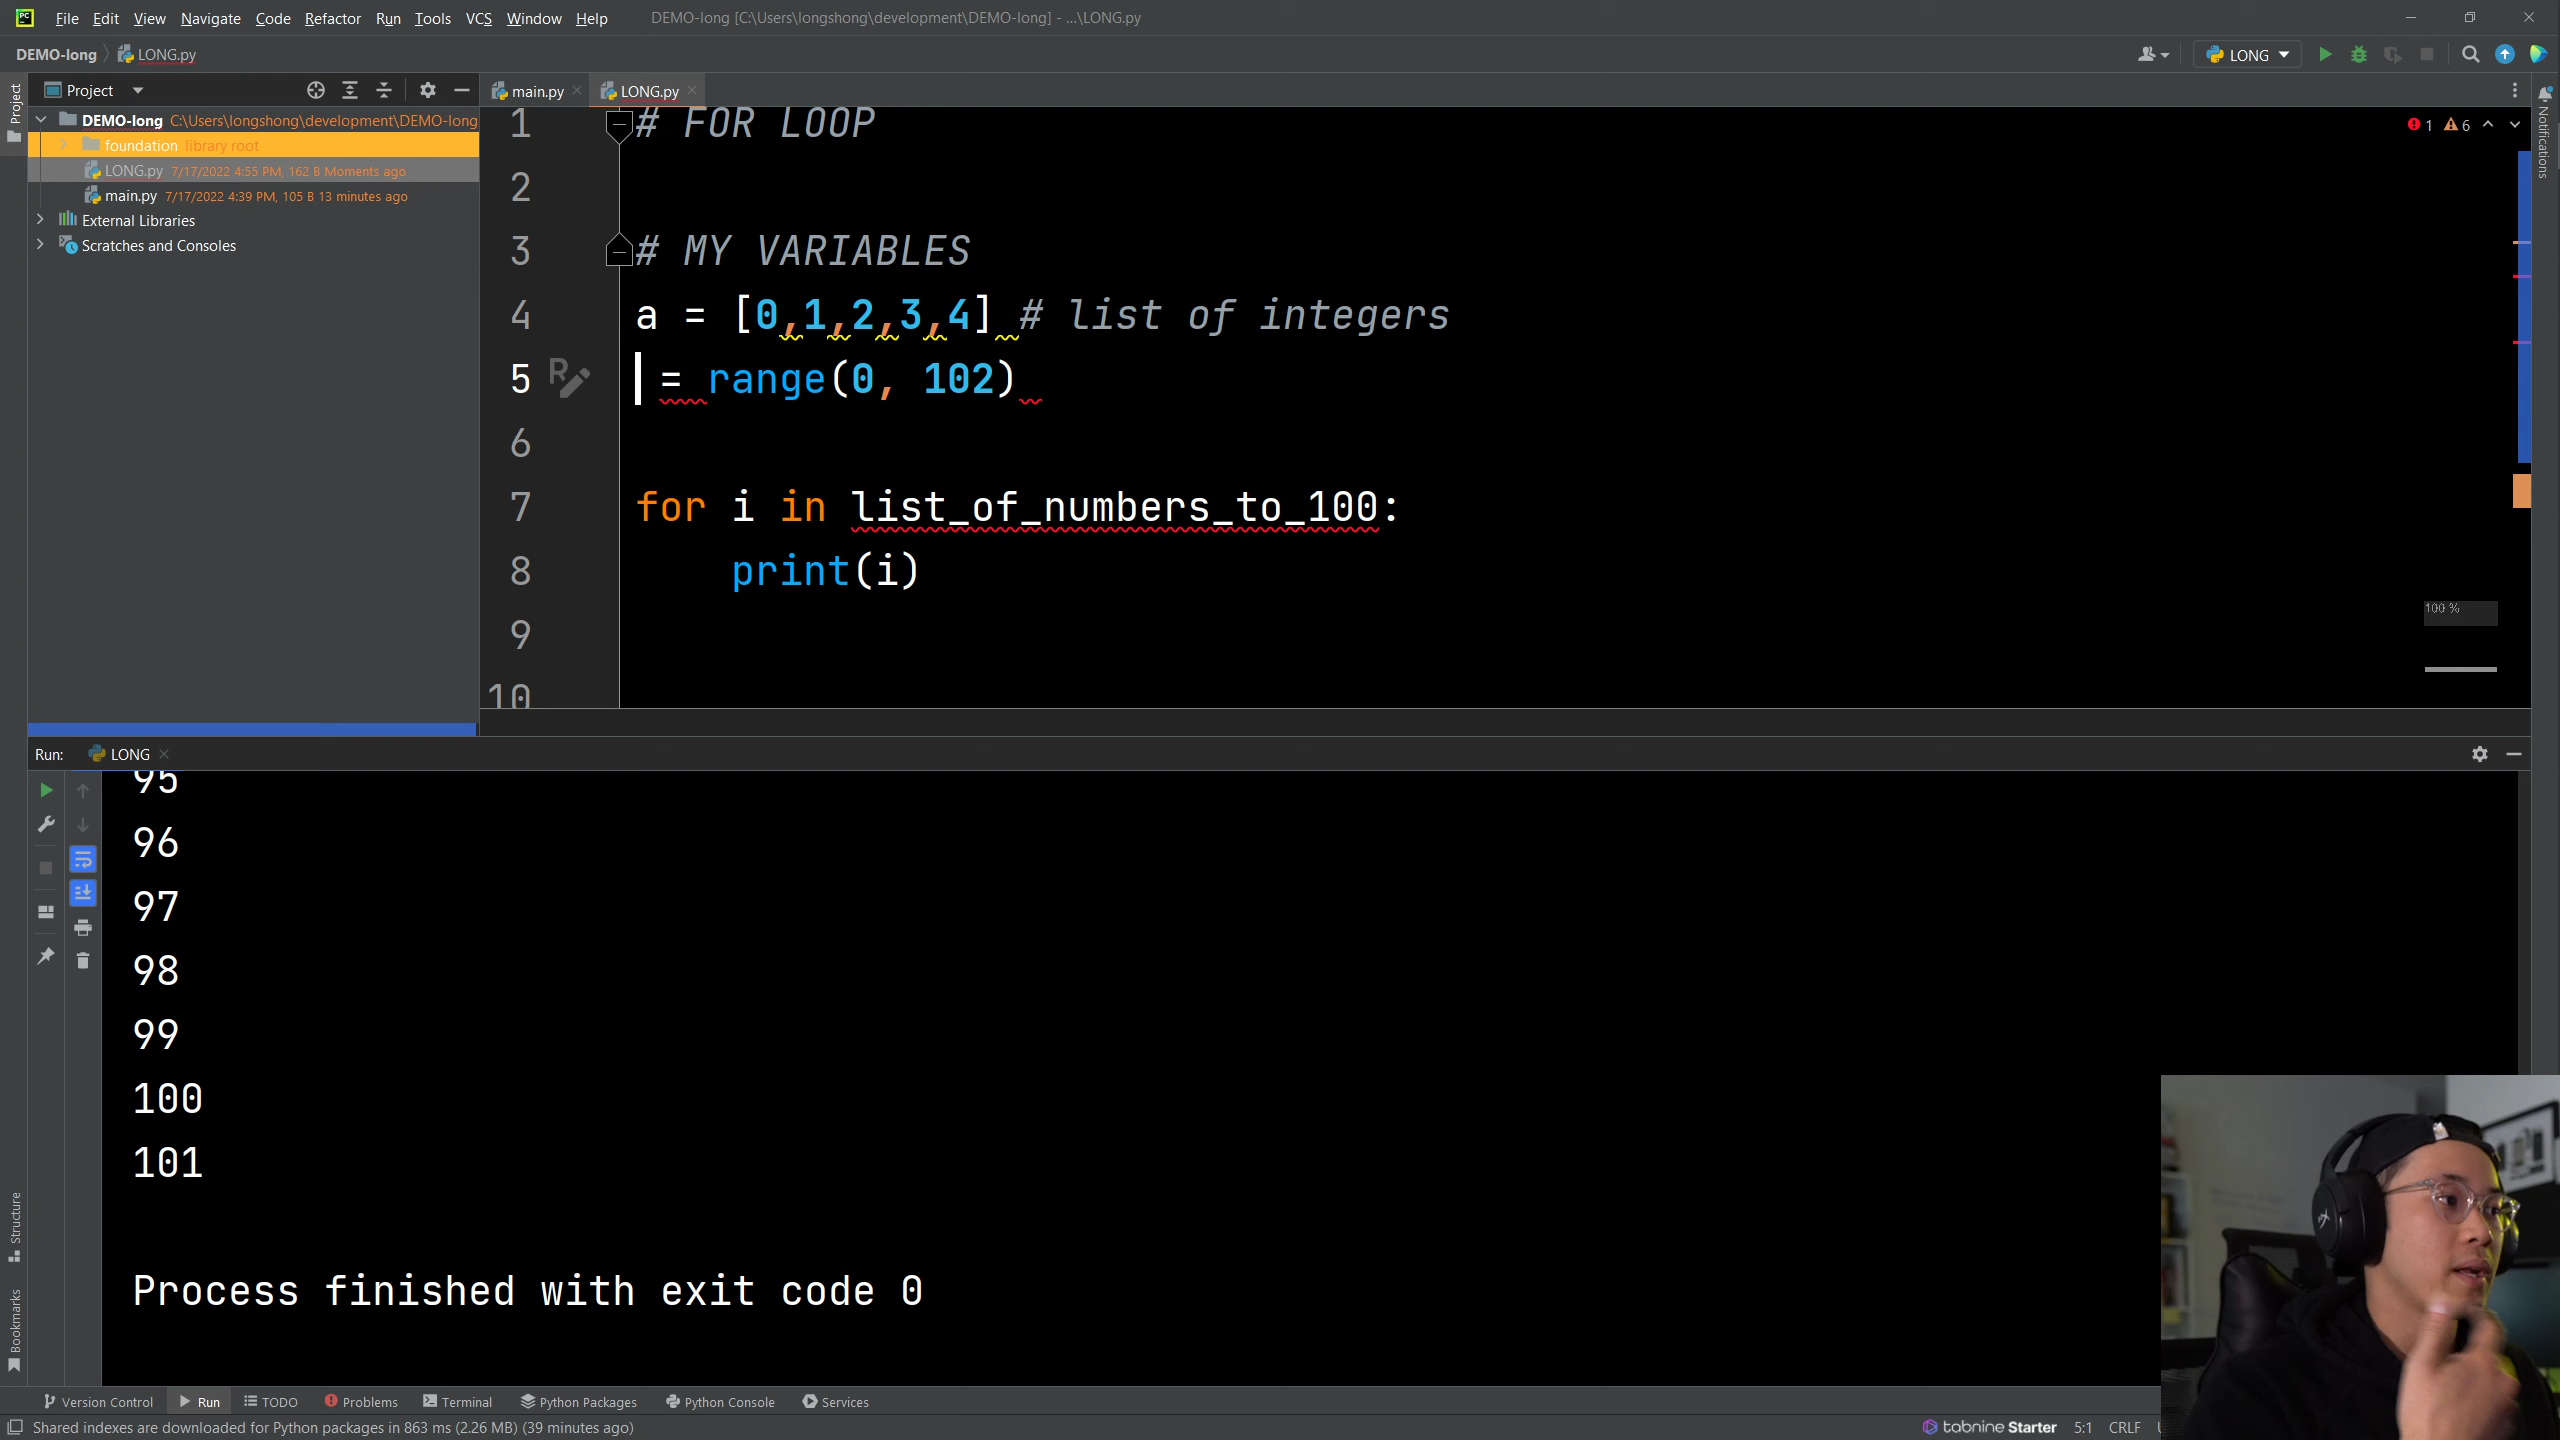 File Edit View Navigate Code Refactor Run Tools VCS Window Help DEMO-long [C:\Users\longshong\development\DEMO-long] - ...\LONG.py
DEMO-long LONG.py
LONG
Project
Project
main.py
LONG.py
Notifications
DEMO-long C:\Users\longshong\development\DEMO-long
foundation library root
LONG.py 7/17/2022 4:55 PM, 162 B Moments ago
main.py 7/17/2022 4:39 PM, 105 B 13 minutes ago
External Libraries
Scratches and Consoles
1 # FOR LOOP
1 6
2
3 # MY VARIABLES
4 a = [0,1,2,3,4] # list of integers
5 = range(0, 102)
6
7 for i in list_of_numbers_to_100:
8 print(i)
9
10
100 %
Run: LONG
95
96
97
98
99
100
101
Process finished with exit code 0
Structure
Bookmarks
Version Control Run TODO Problems Terminal Python Packages Python Console Services
Shared indexes are downloaded for Python packages in 863 ms (2.26 MB) (39 minutes ago)
tabnine Starter 5:1 CRLF